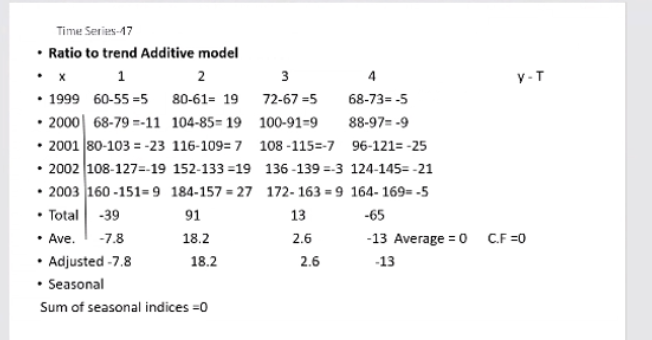 Time Series-47
• Ratio to trend Additive model
• x 1 2 3 4 y - T
• 1999 60-55 =5 80-61= 19 72-67 =5 68-73= -5
• 2000 68-79 =-11 104-85= 19 100-91=9 88-97= -9
• 2001 80-103 = -23 116-109= 7 108 -115=-7 96-121= -25
• 2002 108-127=-19 152-133 =19 136 -139 =-3 124-145= -21
• 2003 160 -151= 9 184-157 = 27 172- 163 = 9 164- 169= -5
• Total -39 91 13 -65
• Ave. -7.8 18.2 2.6 -13 Average = 0 C.F =0
• Adjusted -7.8 18.2 2.6 -13
• Seasonal
Sum of seasonal indices =0